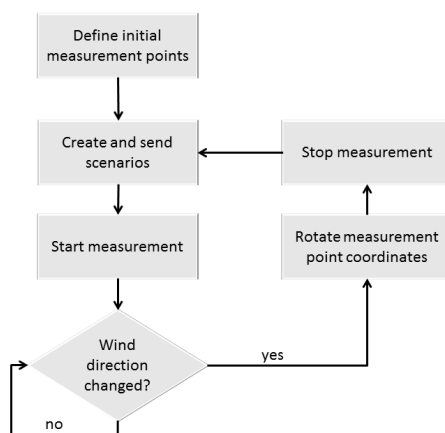 Define initial
measurement points
Create and send
scenarios
Stop measurement
Start measurement
Rotate measurement
point coordinates
Wind
direction
changed?
yes
no